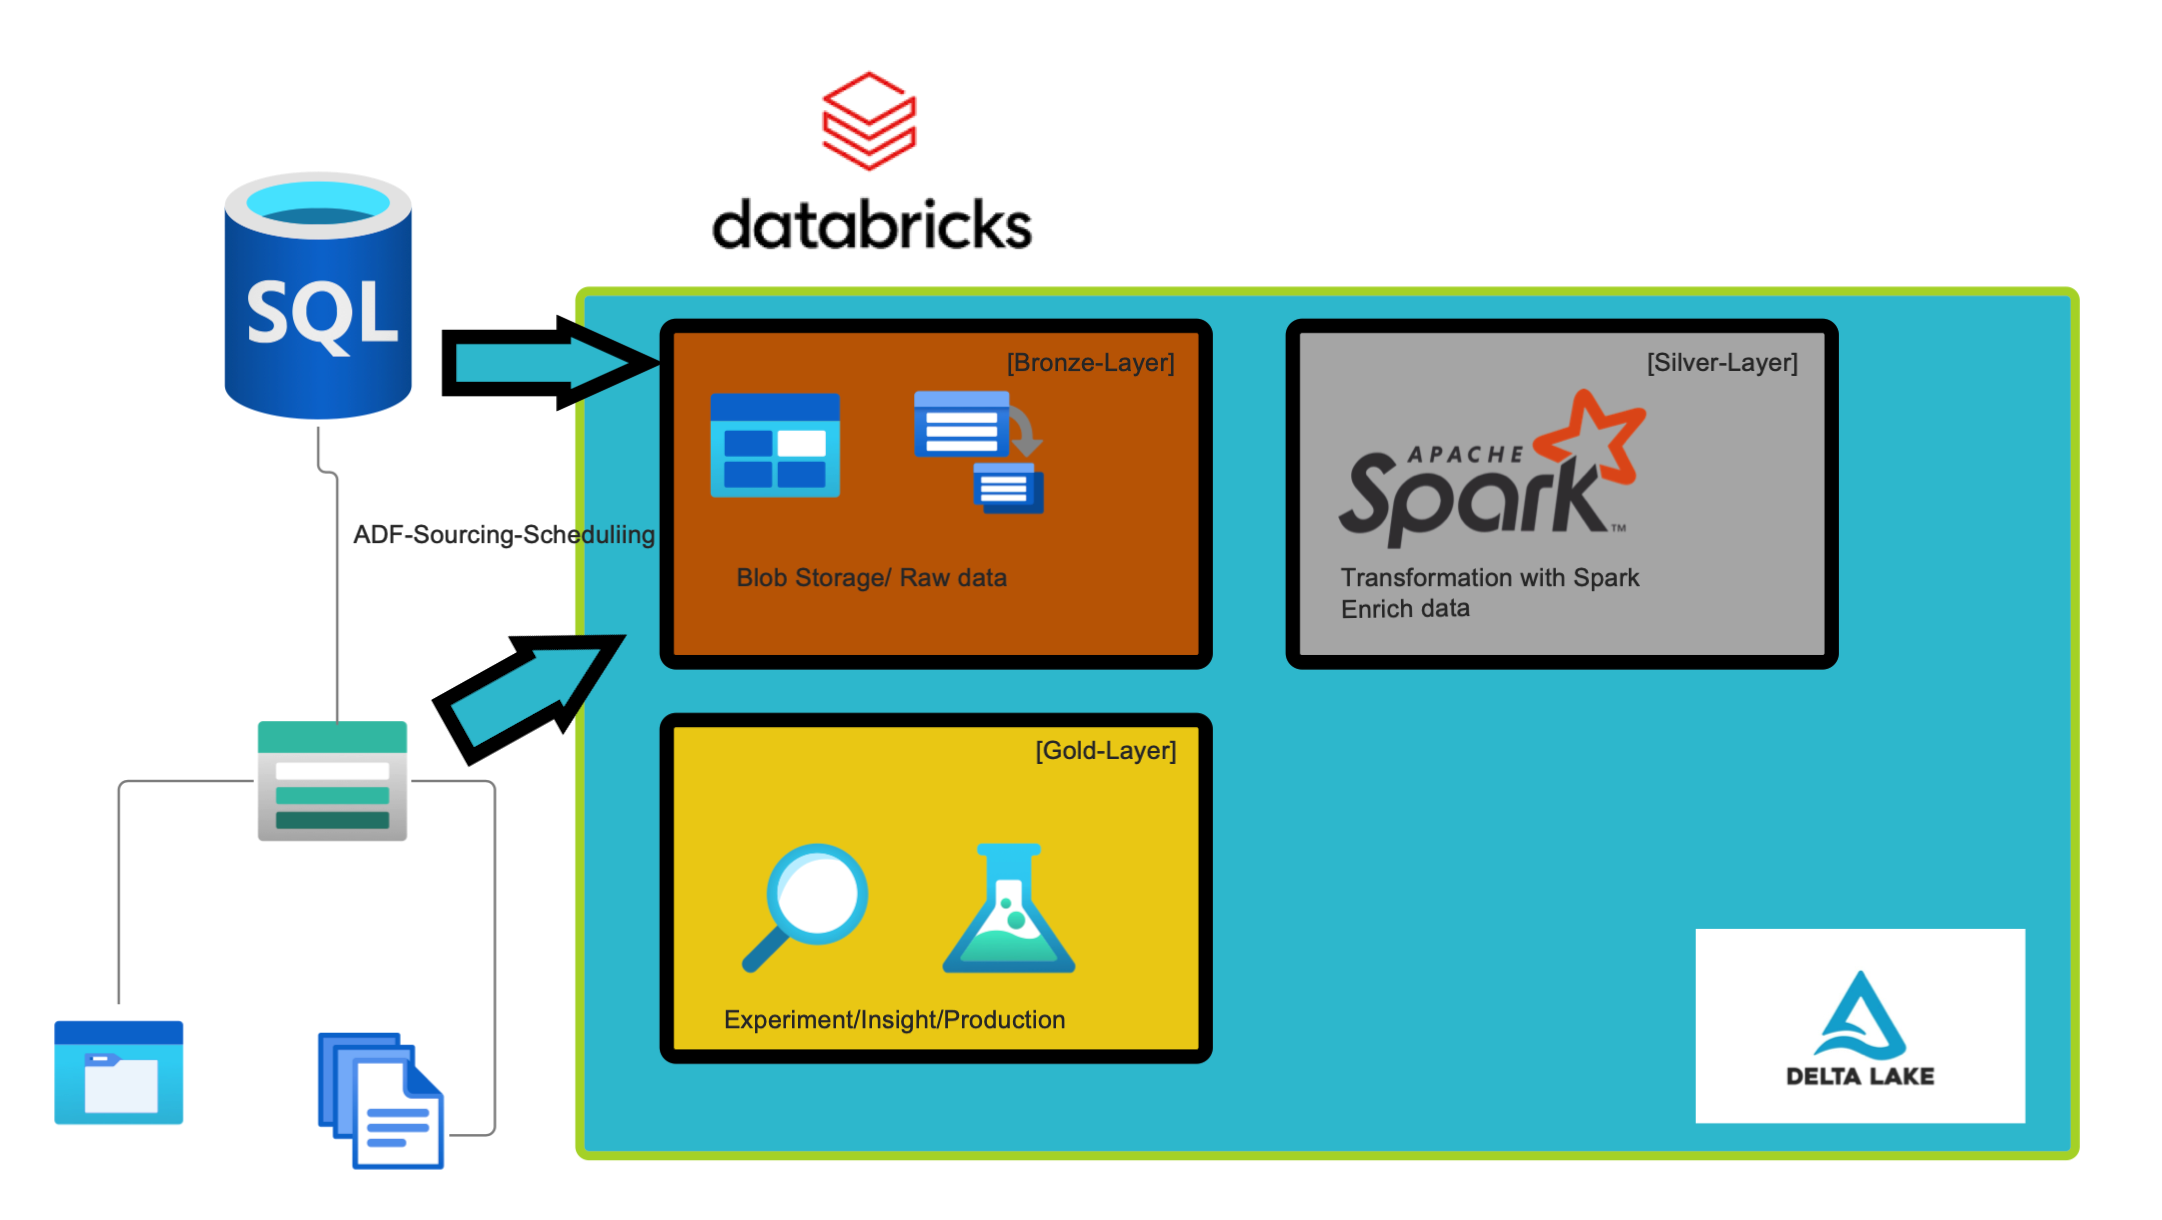 databricks
SQL
[Bronze-Layer]
[Silver-Layer]
APACHE
Spark™
ADF-Sourcing-Scheduliing
Blob Storage/ Raw data
Transformation with Spark
Enrich data
[Gold-Layer]
Experiment/Insight/Production
DELTA LAKE